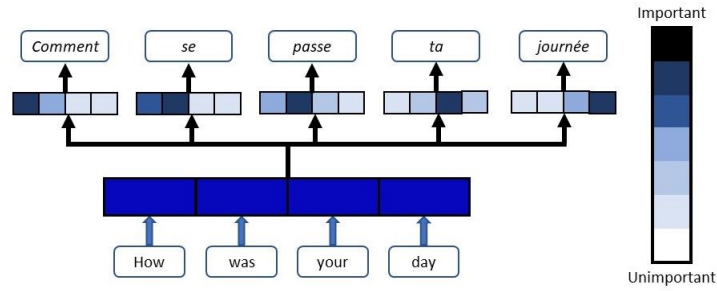 Important
Comment se passe ta journée
How was your day
Unimportant